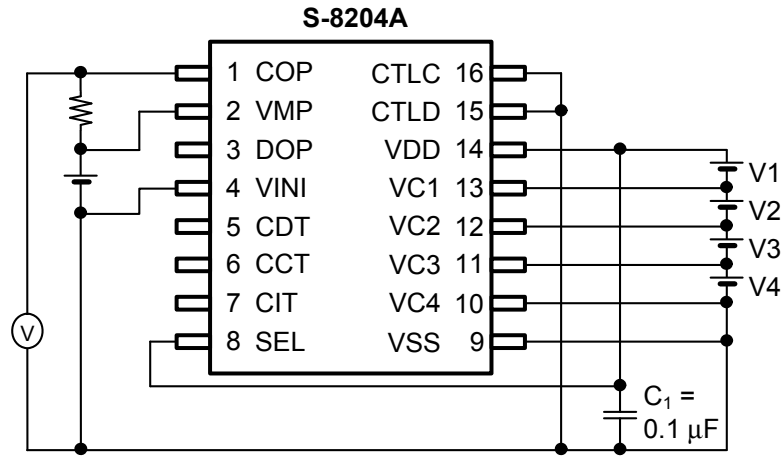 S-8204A
1 COP CTLC 16
2 VMP CTLD 15
3 DOP VDD 14
4 VINI VC1 13
5 CDT VC2 12
6 CCT VC3 11
7 CIT VC4 10
8 SEL VSS 9
V1
V2
V3
V4
V
C₁ =
0.1 μF